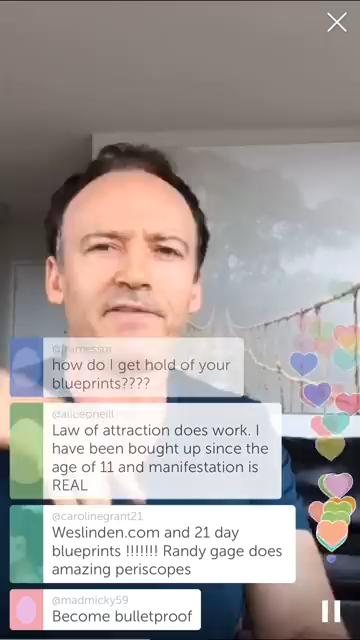 how do I get hold of your
blueprints????
@aliceoneill
Law of attraction does work. I
have been bought up since the
age of 11 and manifestation is
REAL
@carolinegrant21
Weslinden.com and 21 day
blueprints !!!!!!! Randy gage does
amazing periscopes
@madmicky59
Become bulletproof